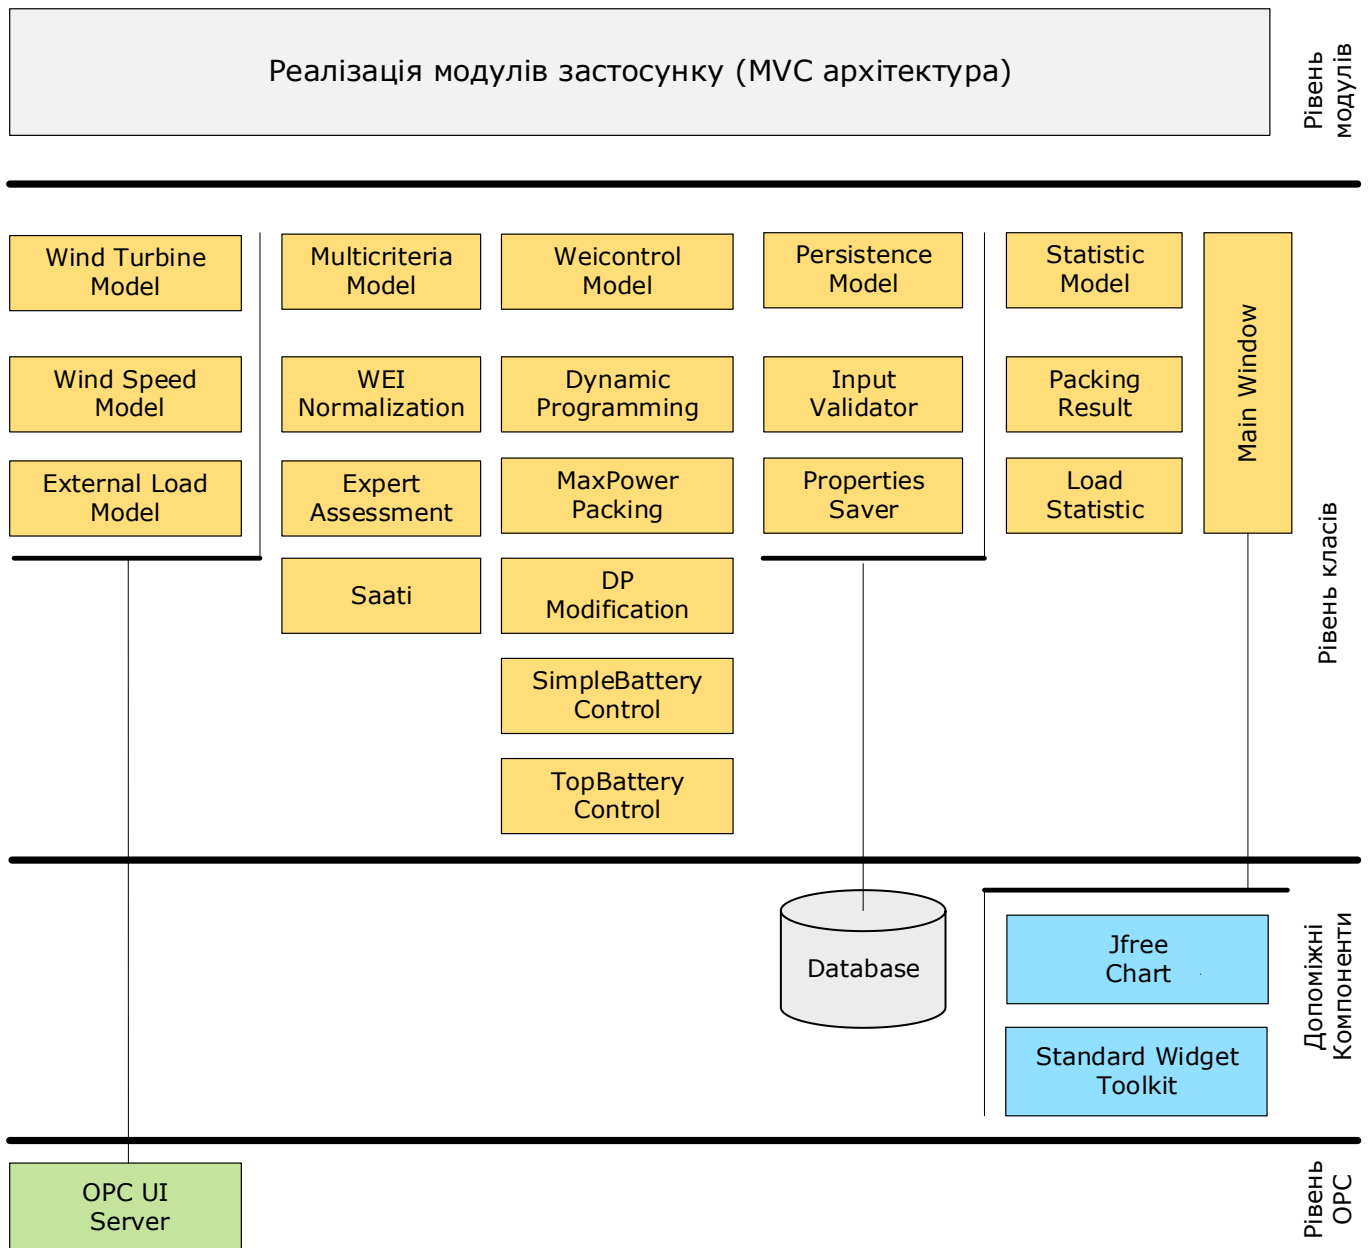 Реалізація модулів застосунку (MVC архітектура)
Рівень
модулів
Wind Turbine
Model
Multicriteria
Model
Weicontrol
Model
Persistence
Model
Statistic
Model
Main Window
Wind Speed
Model
WEI
Normalization
Dynamic
Programming
Input
Validator
Packing
Result
External Load
Model
Expert
Assessment
MaxPower
Packing
Properties
Saver
Load
Statistic
Saati
DP
Modification
SimpleBattery
Control
TopBattery
Control
Рівень класів
Database
Jfree
Chart
Standard Widget
Toolkit
Допоміжні
Компоненти
OPC UI
Server
Рівень
OPC